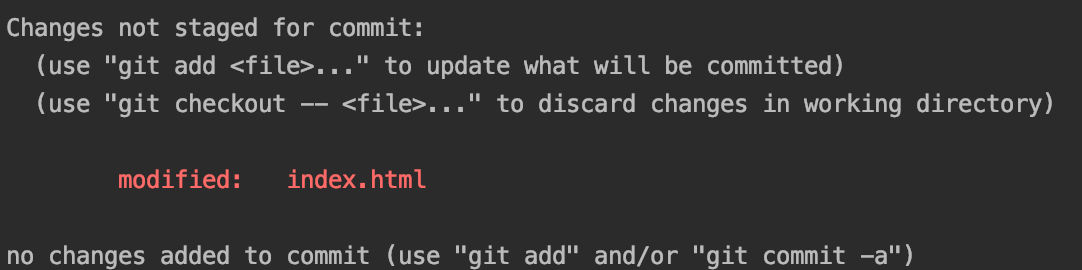 Changes not staged for commit:
  (use "git add <file>..." to update what will be committed)
  (use "git checkout -- <file>..." to discard changes in working directory)
        modified:   index.html
no changes added to commit (use "git add" and/or "git commit -a")